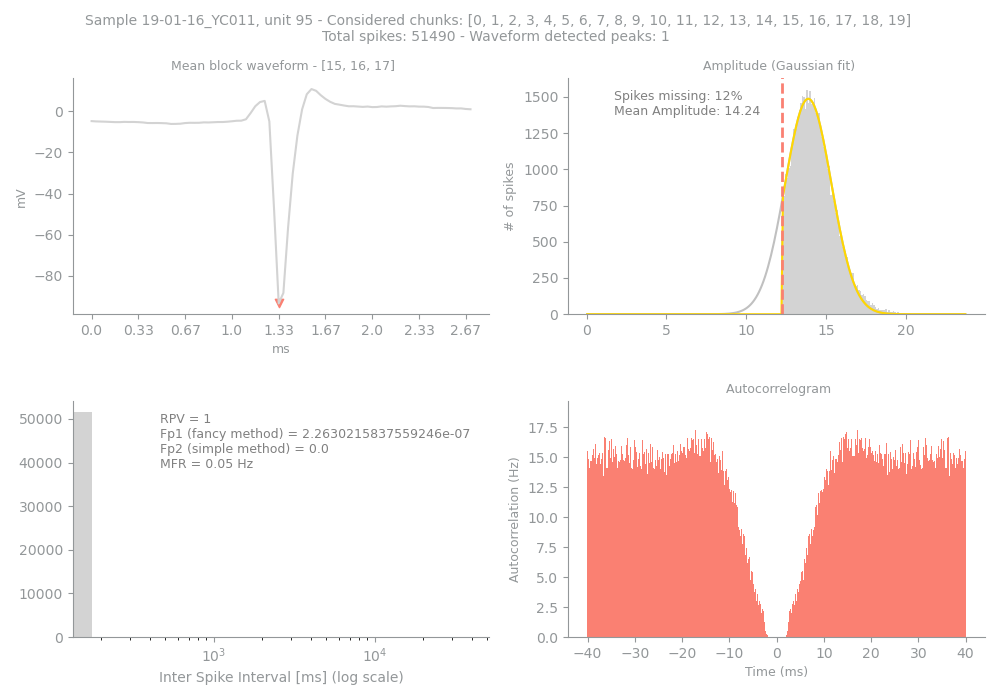 Sample 19-01-16_YC011, unit 95 - Considered chunks: [0, 1, 2, 3, 4, 5, 6, 7, 8, 9, 10, 11, 12, 13, 14, 15, 16, 17, 18, 19]
Total spikes: 51490 - Waveform detected peaks: 1
Mean block waveform - [15, 16, 17]
0
−20
−40
−60
−80
mV
0.0 0.33 0.67 1.0 1.33 1.67 2.0 2.33 2.67
ms
Amplitude (Gaussian fit)
Spikes missing: 12%
Mean Amplitude: 14.24
1500
1250
1000
750
500
250
0
# of spikes
0 5 10 15 20
50000
40000
30000
20000
10000
0
RPV = 1
Fp1 (fancy method) = 2.2630215837559246e-07
Fp2 (simple method) = 0.0
MFR = 0.05 Hz
10³ 10⁴
Inter Spike Interval [ms] (log scale)
Autocorrelogram
17.5
15.0
12.5
10.0
7.5
5.0
2.5
0.0
Autocorrelation (Hz)
−40 −30 −20 −10 0 10 20 30 40
Time (ms)